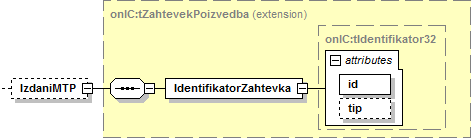 onIC:tZahtevekPoizvedba (extension)
onIC:tIdentifikator32
attributes
IzdaniMTP
IdentifikatorZahtevka
id
tip